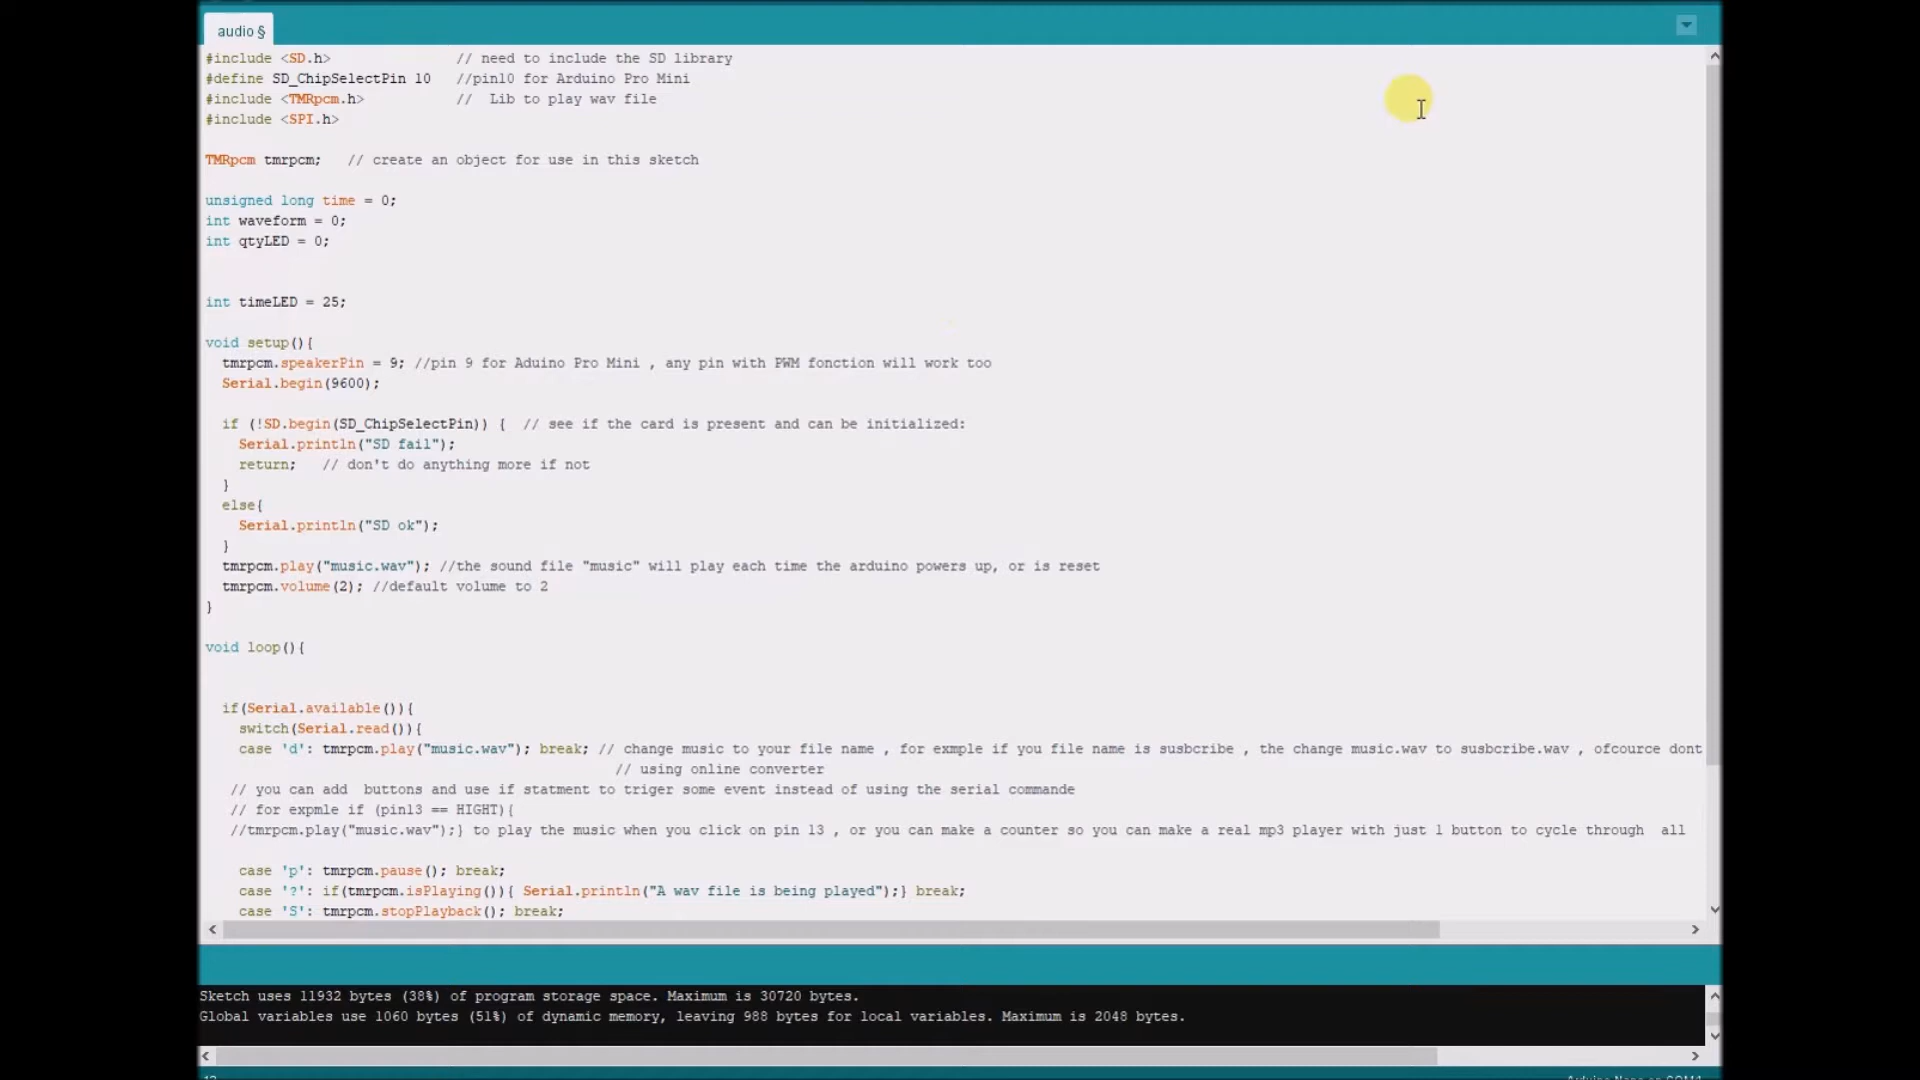 audio §
#include <SD.h>               // need to include the SD library
#define SD_ChipSelectPin 10   //pin10 for Arduino Pro Mini
#include <TMRpcm.h>           //  Lib to play wav file
#include <SPI.h>
TMRpcm tmrpcm;   // create an object for use in this sketch
unsigned long time = 0;
int waveform = 0;
int qtyLED = 0;
int timeLED = 25;
void setup(){
  tmrpcm.speakerPin = 9; //pin 9 for Aduino Pro Mini , any pin with PWM fonction will work too
  Serial.begin(9600);
  if (!SD.begin(SD_ChipSelectPin)) {  // see if the card is present and can be initialized:
    Serial.println("SD fail");
    return;   // don't do anything more if not
  }
  else{
    Serial.println("SD ok");
  }
  tmrpcm.play("music.wav"); //the sound file "music" will play each time the arduino powers up, or is reset
  tmrpcm.volume(2); //default volume to 2
}
void loop(){
  if(Serial.available()){
    switch(Serial.read()){
    case 'd': tmrpcm.play("music.wav"); break; // change music to your file name , for exmple if you file name is susbcribe , the change music.wav to susbcribe.wav , ofcource dont
                                                 // using online converter
   // you can add  buttons and use if statment to triger some event instead of using the serial commande
   // for expmle if (pin13 == HIGHT){
   //tmrpcm.play("music.wav");} to play the music when you click on pin 13 , or you can make a counter so you can make a real mp3 player with just 1 button to cycle through  all
    case 'p': tmrpcm.pause(); break;
    case '?': if(tmrpcm.isPlaying()){ Serial.println("A wav file is being played");} break;
    case 'S': tmrpcm.stopPlayback(); break;
Sketch uses 11932 bytes (38%) of program storage space. Maximum is 30720 bytes.
Global variables use 1060 bytes (51%) of dynamic memory, leaving 988 bytes for local variables. Maximum is 2048 bytes.